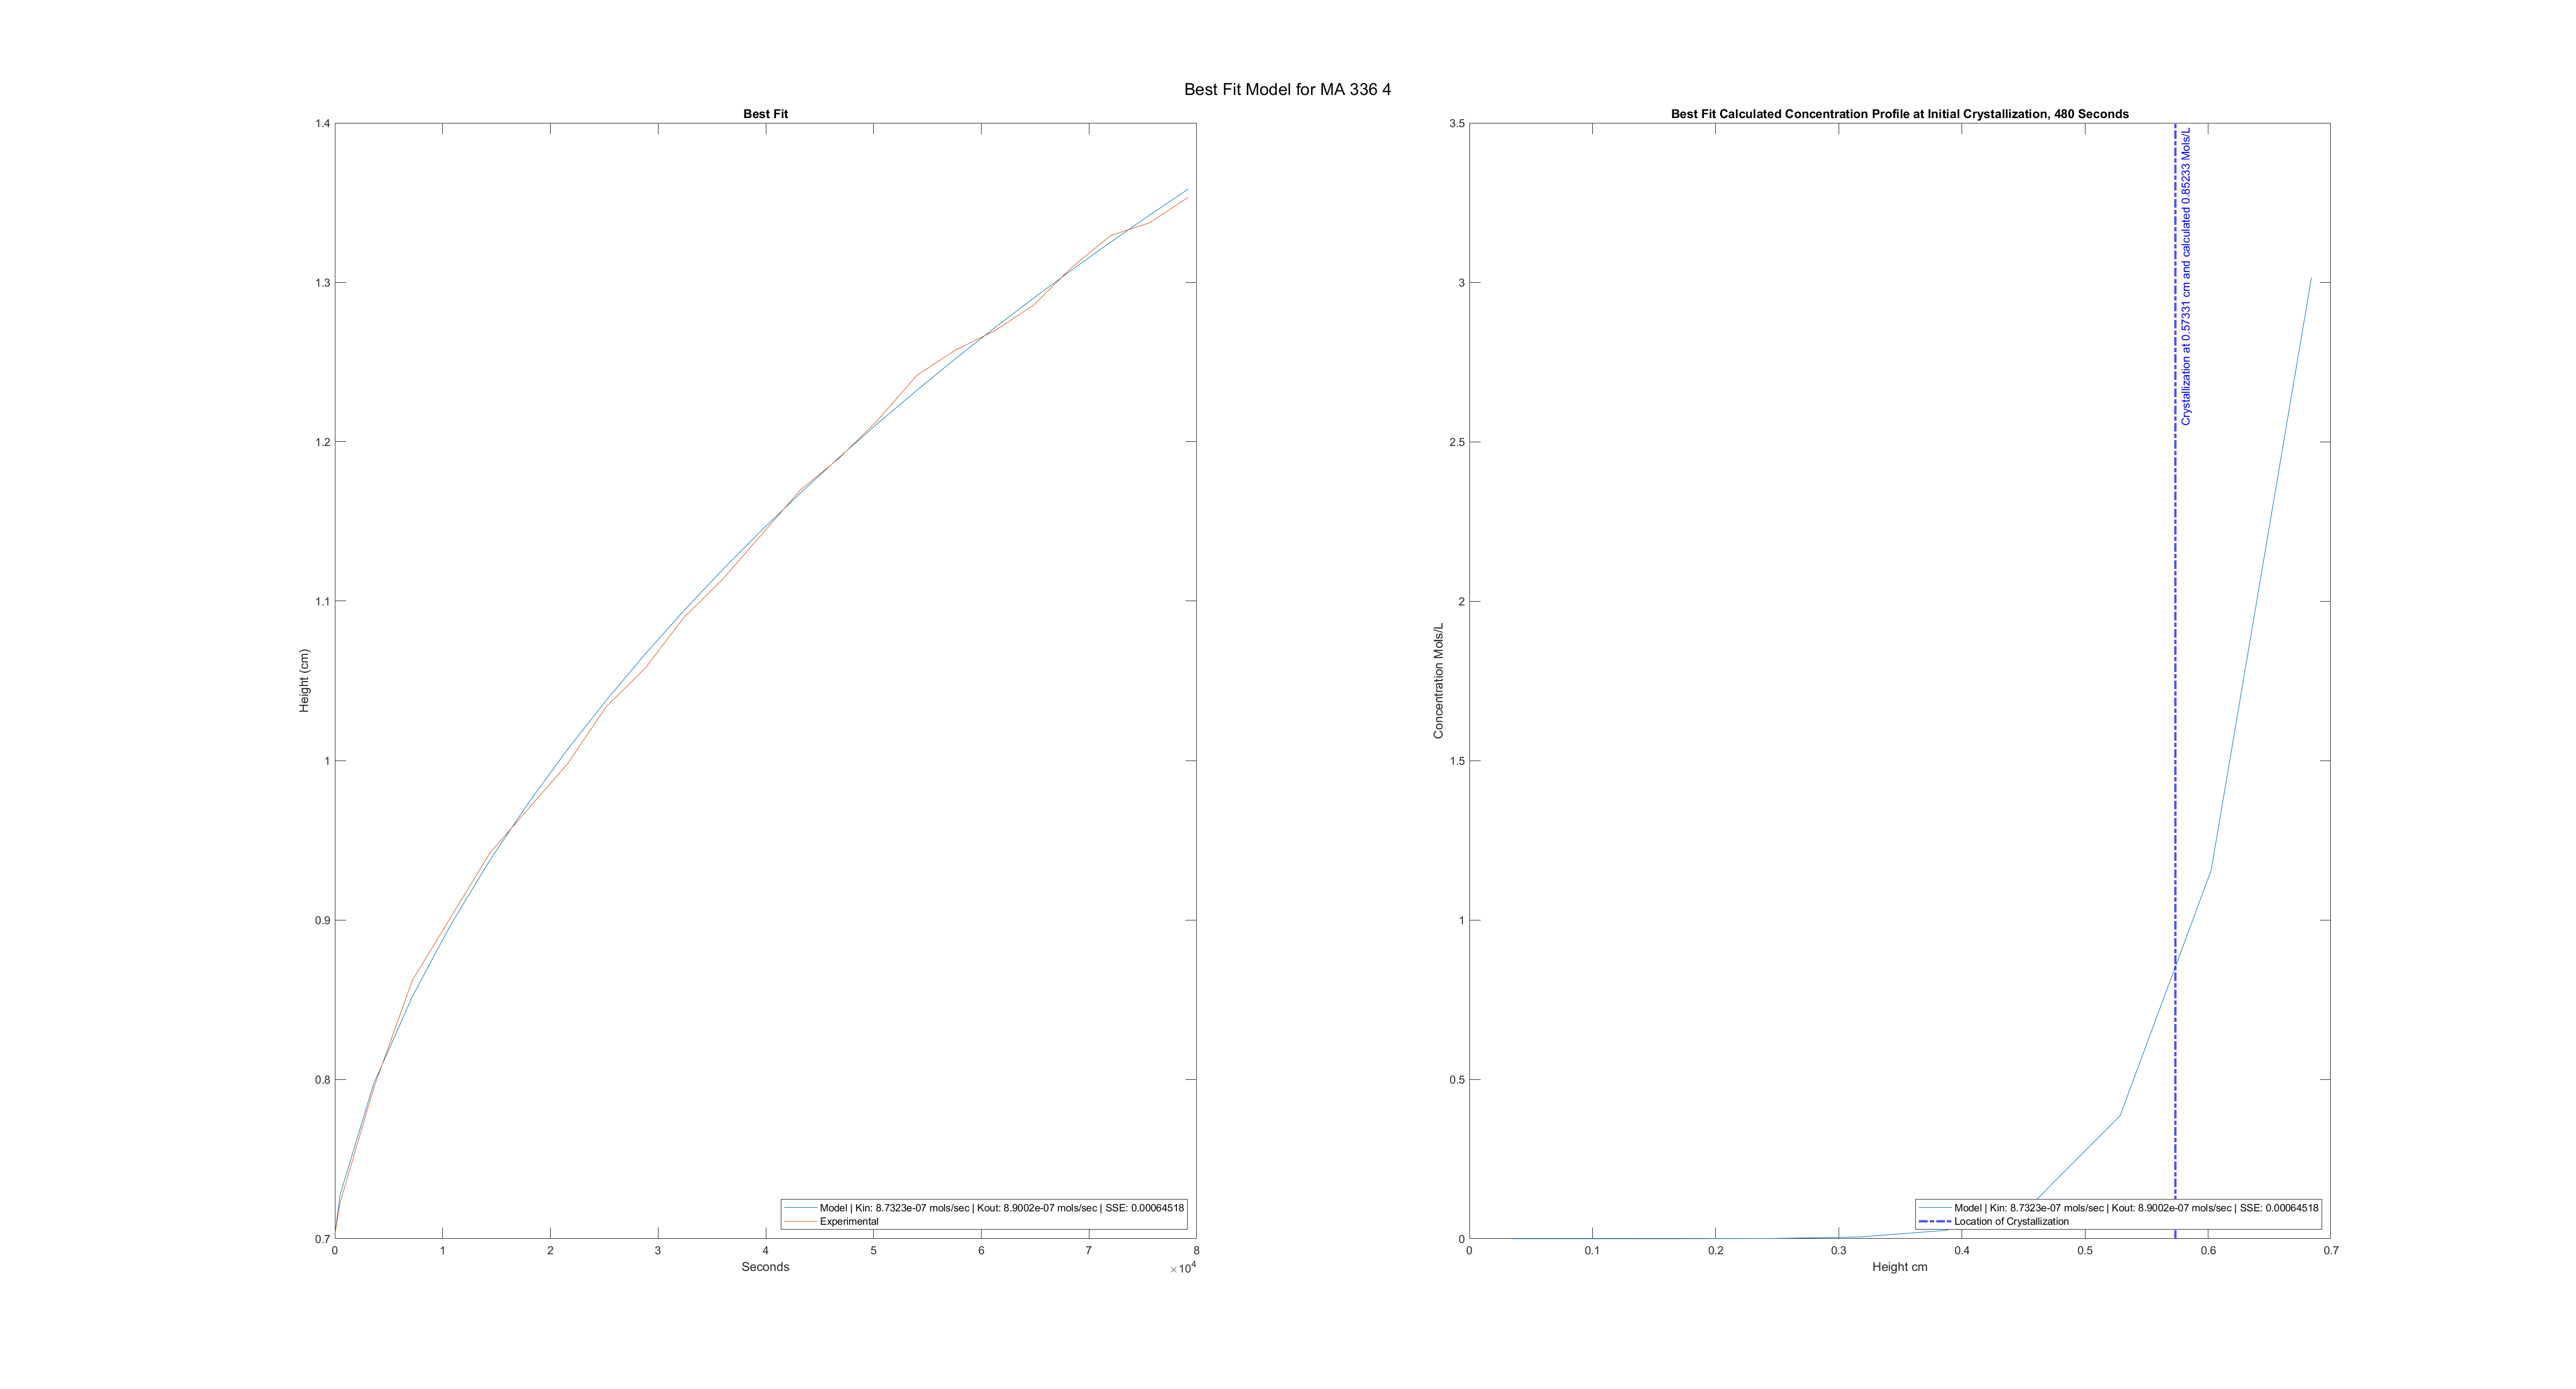 Best Fit Model for MA 336 4
Best Fit
1.4
1.3
1.2
1.1
1
0.9
0.8
0.7
Height (cm)
0 1 2 3 4 5 6 7 8
Seconds
×10^4
Model | Kin: 8.7323e-07 mols/sec | Kout: 8.9002e-07 mols/sec | SSE: 0.00064518
Experimental
Best Fit Calculated Concentration Profile at Initial Crystallization, 480 Seconds
3.5
3
2.5
2
1.5
1
0.5
0
Concentration Mols/L
0 0.1 0.2 0.3 0.4 0.5 0.6 0.7
Height cm
Crystallization at 0.57331 cm and calculated 0.85233 Mols/L
Model | Kin: 8.7323e-07 mols/sec | Kout: 8.9002e-07 mols/sec | SSE: 0.00064518
Location of Crystallization